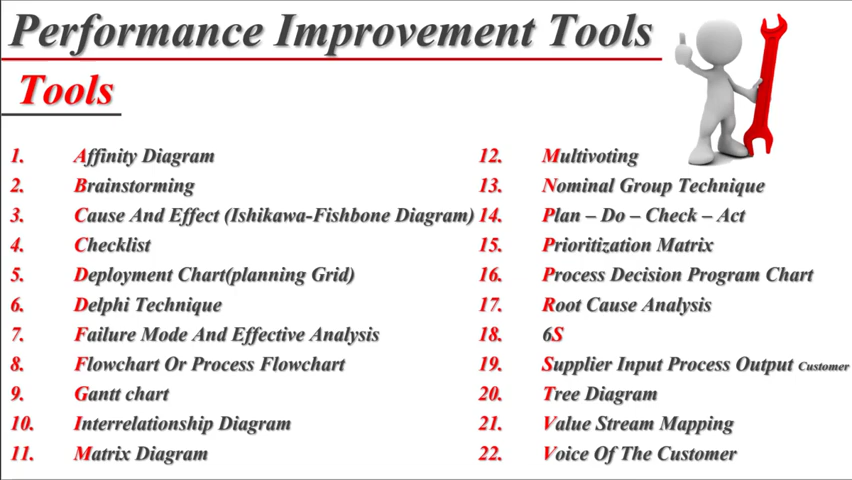 Performance Improvement Tools
Tools
1. Affinity Diagram
2. Brainstorming
3. Cause And Effect (Ishikawa-Fishbone Diagram)
4. Checklist
5. Deployment Chart(planning Grid)
6. Delphi Technique
7. Failure Mode And Effective Analysis
8. Flowchart Or Process Flowchart
9. Gantt chart
10. Interrelationship Diagram
11. Matrix Diagram
12. Multivoting
13. Nominal Group Technique
14. Plan – Do – Check – Act
15. Prioritization Matrix
16. Process Decision Program Chart
17. Root Cause Analysis
18. 6S
19. Supplier Input Process Output Customer
20. Tree Diagram
21. Value Stream Mapping
22. Voice Of The Customer